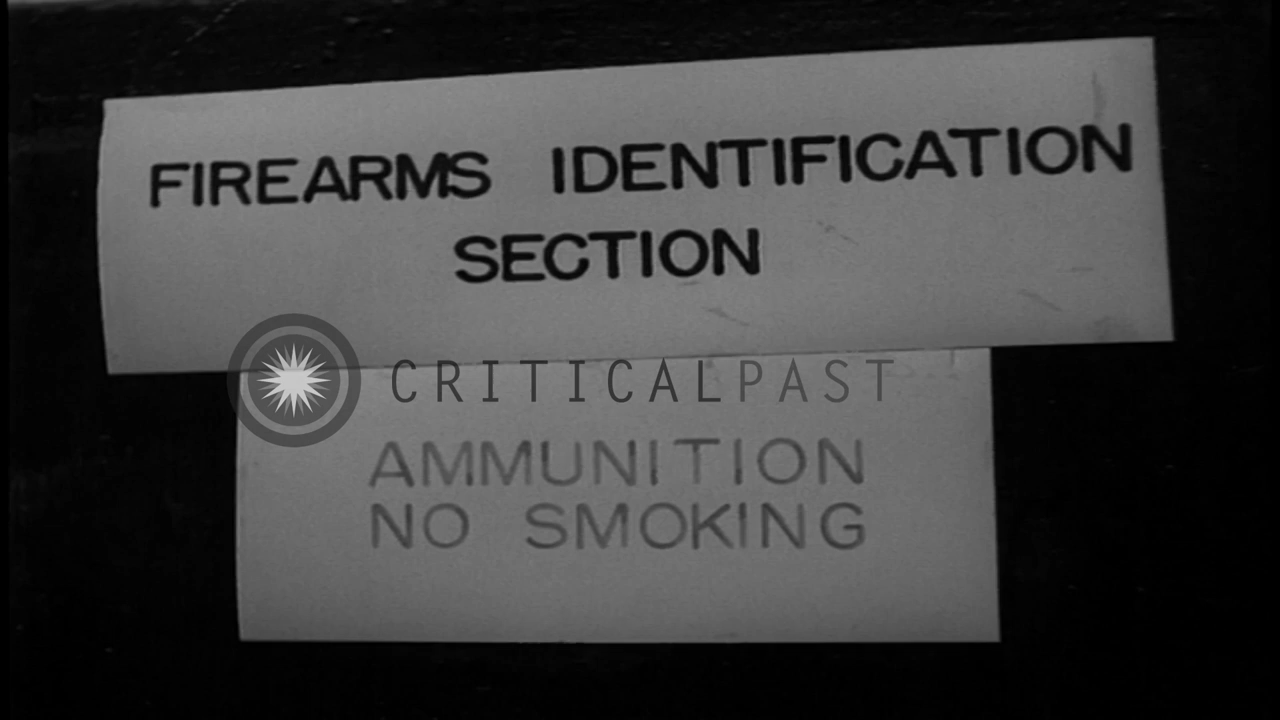 FIREARMS IDENTIFICATION
SECTION
CRITICALPAST
AMMUNITION
NO SMOKING